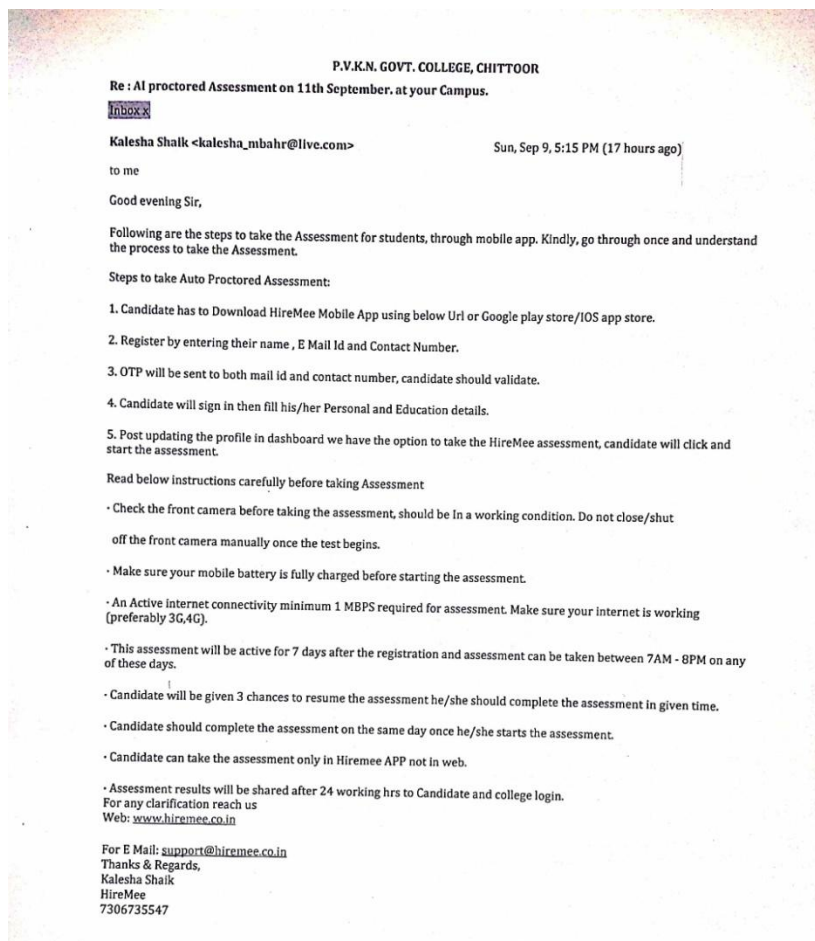 P.V.K.N. GOVT. COLLEGE, CHITTOOR
Re : AI proctored Assessment on 11th September. at your Campus.
Inbox x
Kalesha Shaik <kalesha_mbahr@live.com>
Sun, Sep 9, 5:15 PM (17 hours ago)
to me
Good evening Sir,
Following are the steps to take the Assessment for students, through mobile app. Kindly, go through once and understand
the process to take the Assessment.
Steps to take Auto Proctored Assessment:
1. Candidate has to Download HireMee Mobile App using below Url or Google play store/IOS app store.
2. Register by entering their name , E Mail Id and Contact Number.
3. OTP will be sent to both mail id and contact number, candidate should validate.
4. Candidate will sign in then fill his/her Personal and Education details.
5. Post updating the profile in dashboard we have the option to take the HireMee assessment, candidate will click and
start the assessment.
Read below instructions carefully before taking Assessment
· Check the front camera before taking the assessment, should be In a working condition. Do not close/shut
off the front camera manually once the test begins.
· Make sure your mobile battery is fully charged before starting the assessment.
· An Active internet connectivity minimum 1 MBPS required for assessment. Make sure your internet is working
(preferably 3G,4G).
· This assessment will be active for 7 days after the registration and assessment can be taken between 7AM - 8PM on any
of these days.
· Candidate will be given 3 chances to resume the assessment he/she should complete the assessment in given time.
· Candidate should complete the assessment on the same day once he/she starts the assessment.
· Candidate can take the assessment only in Hiremee APP not in web.
· Assessment results will be shared after 24 working hrs to Candidate and college login.
For any clarification reach us
Web: www.hiremee.co.in
For E Mail: support@hiremee.co.in
Thanks & Regards,
Kalesha Shaik
HireMee
7306735547